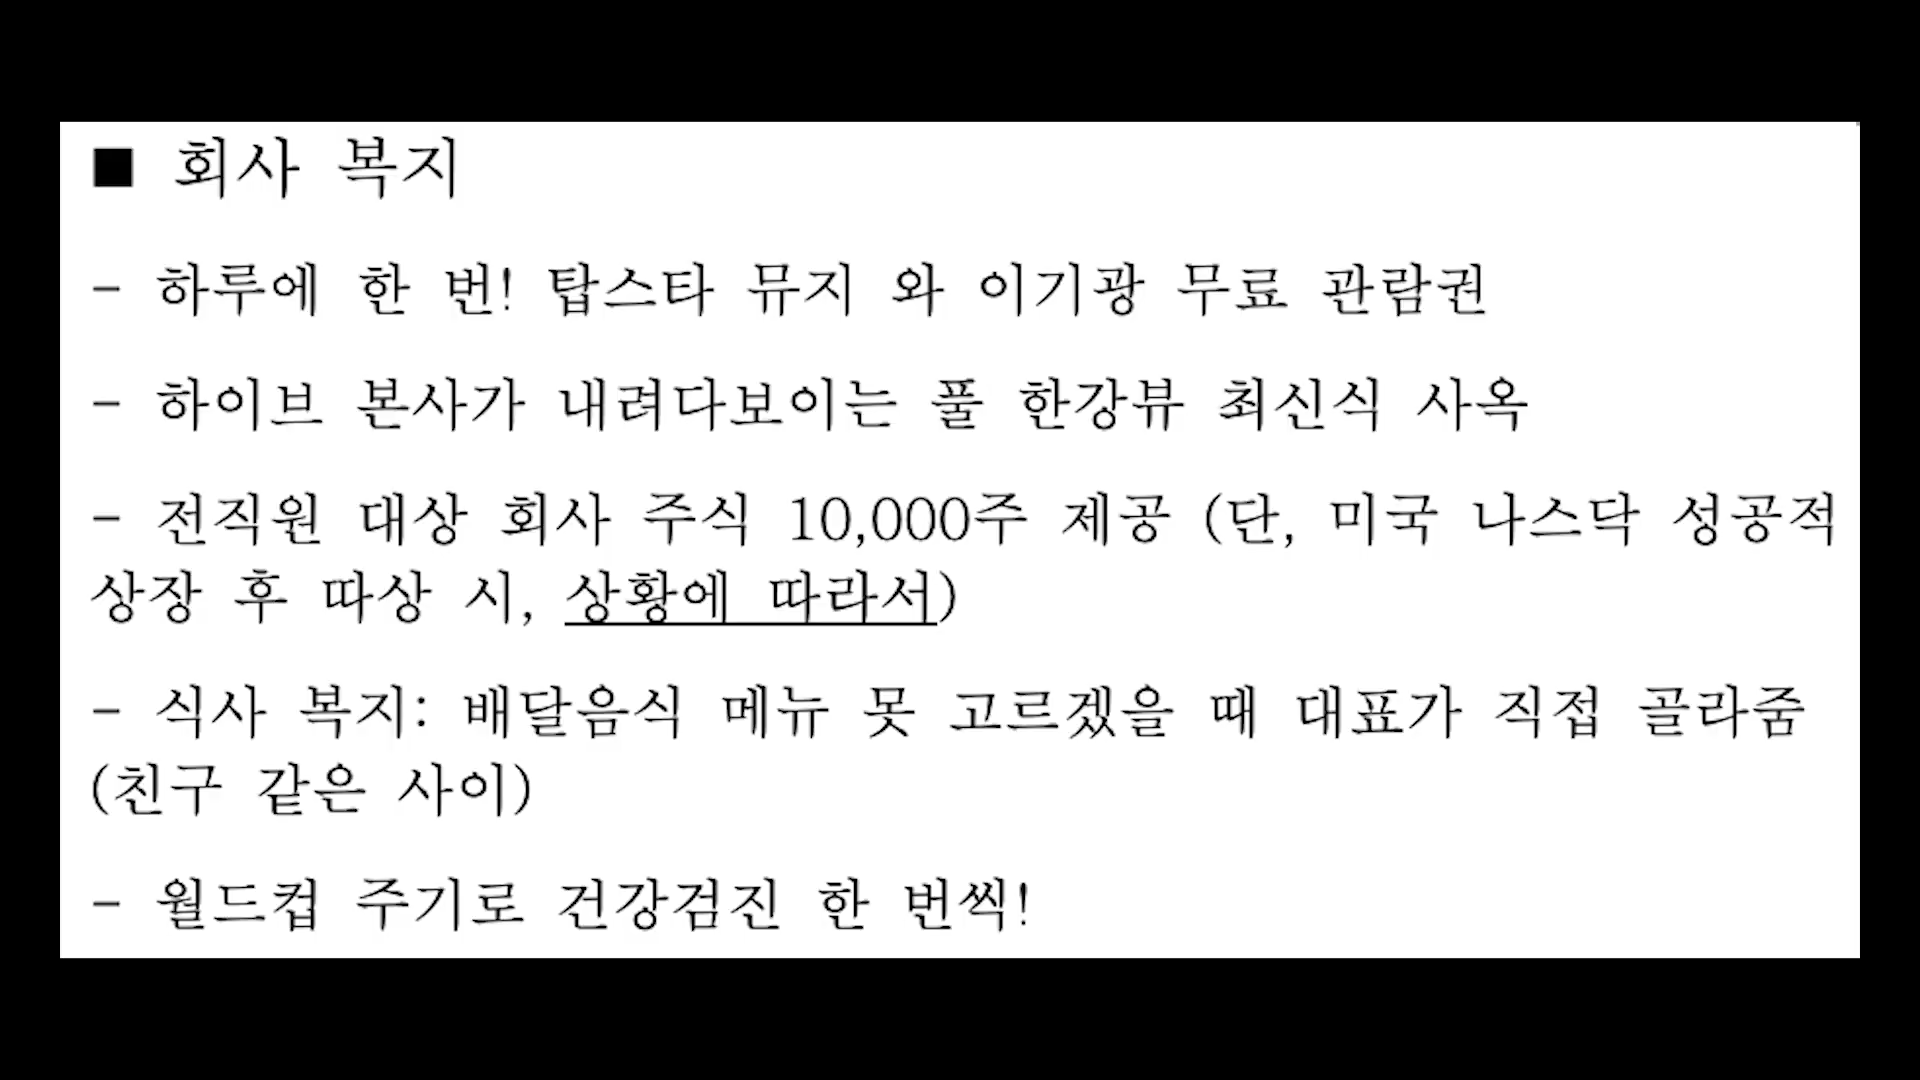 ■ 회사 복지
- 하루에 한 번! 탑스타 뮤지 와 이기광 무료 관람권
- 하이브 본사가 내려다보이는 풀 한강뷰 최신식 사옥
- 전직원 대상 회사 주식 10,000주 제공 (단, 미국 나스닥 성공적
상장 후 따상 시, 상황에 따라서)
- 식사 복지: 배달음식 메뉴 못 고르겠을 때 대표가 직접 골라줌
(친구 같은 사이)
- 월드컵 주기로 건강검진 한 번씩!